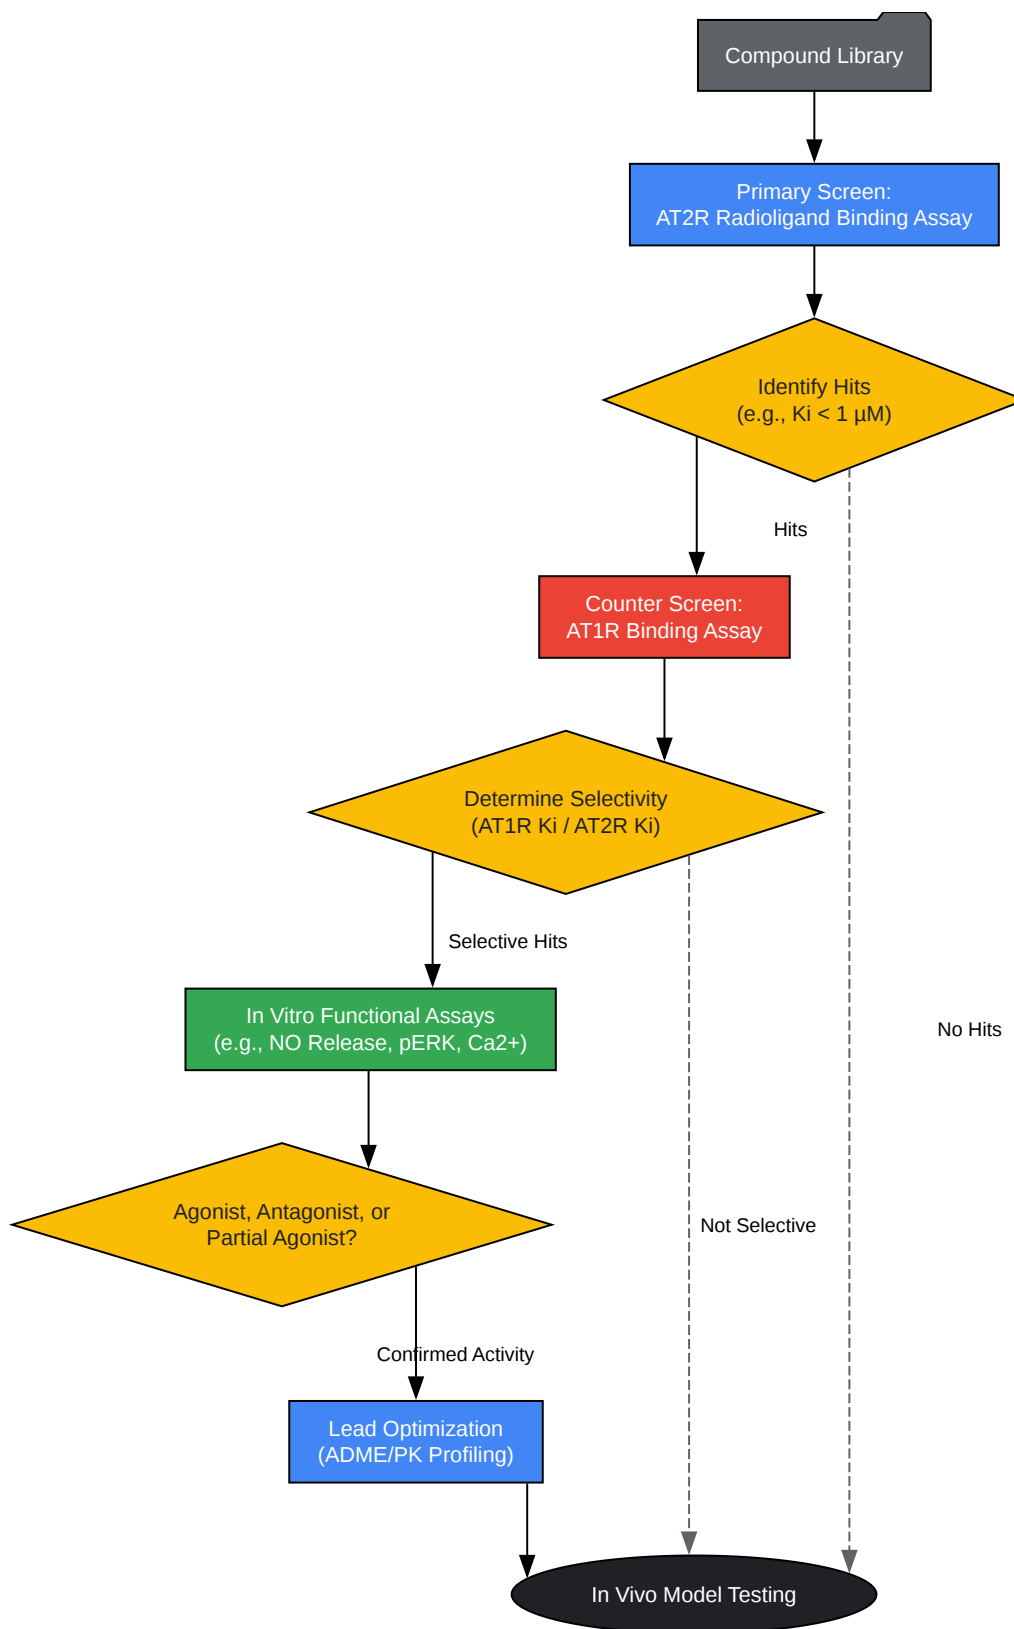 Compound Library
Primary Screen:
AT2R Radioligand Binding Assay
Identify Hits
(e.g., Ki < 1 µM)
Hits
Counter Screen:
AT1R Binding Assay
Determine Selectivity
(AT1R Ki / AT2R Ki)
Selective Hits
In Vitro Functional Assays
(e.g., NO Release, pERK, Ca2+)
No Hits
Agonist, Antagonist, or
Partial Agonist?
Not Selective
Confirmed Activity
Lead Optimization
(ADME/PK Profiling)
In Vivo Model Testing